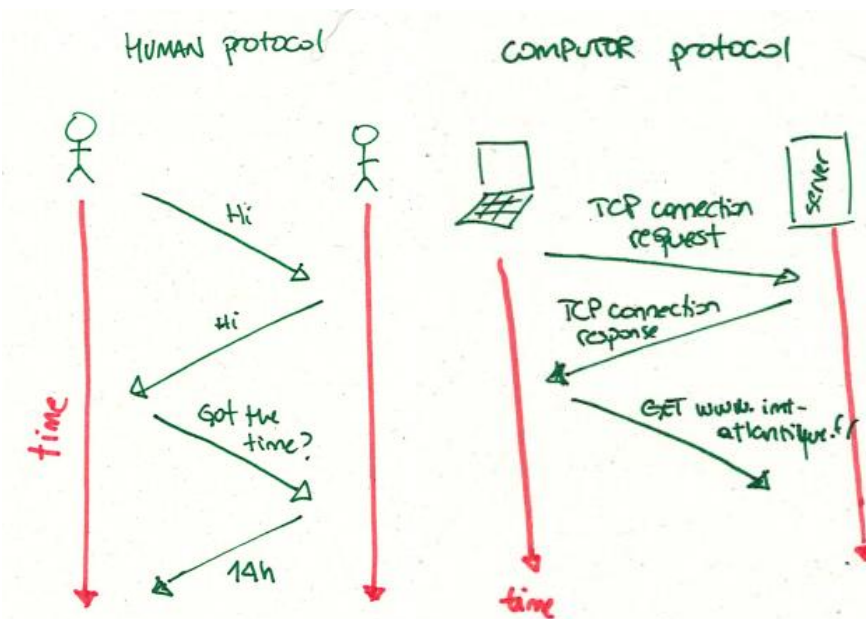 HUMAN protocol
Hi
Hi
Got the
time?
14h
time
COMPUTOR protocol
server
TCP connection
request
TCP connection
response
GET www.imt-
atlantique.fr
time